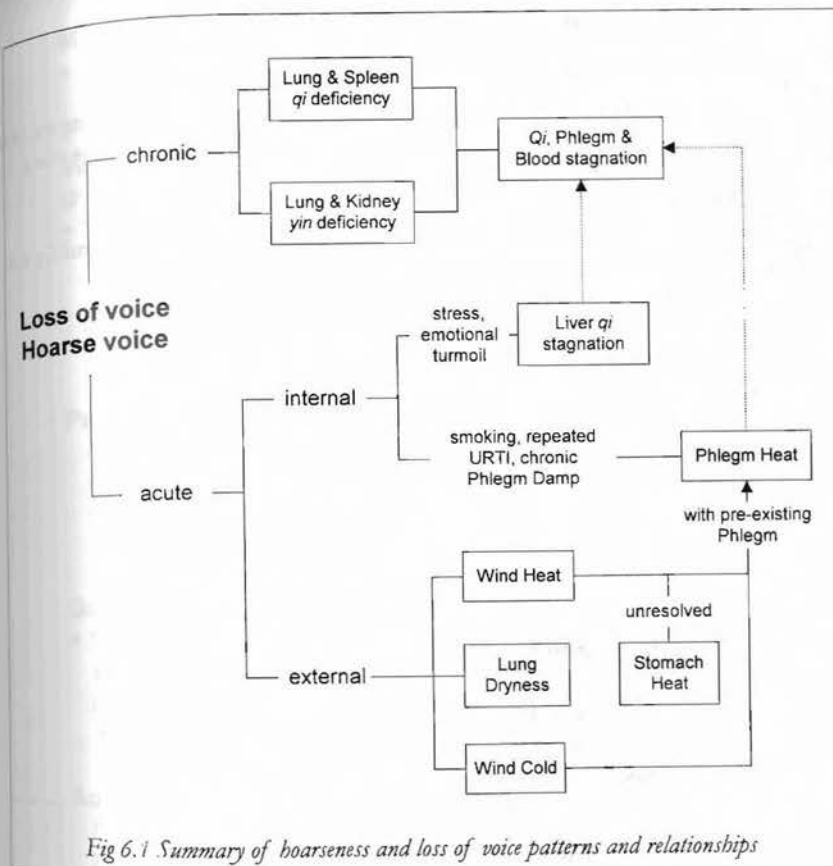 Lung & Spleen
qi deficiency
chronic
Qi, Phlegm &
Blood stagnation
Lung & Kidney
yin deficiency
Loss of voice
Hoarse voice
stress,
emotional
turmoil
Liver qi
stagnation
internal
smoking, repeated
URTI, chronic
Phlegm Damp
Phlegm Heat
acute
with pre-existing
Phlegm
Wind Heat
unresolved
external
Lung
Dryness
Stomach
Heat
Wind Cold
Fig 6.1 Summary of hoarseness and loss of voice patterns and relationships